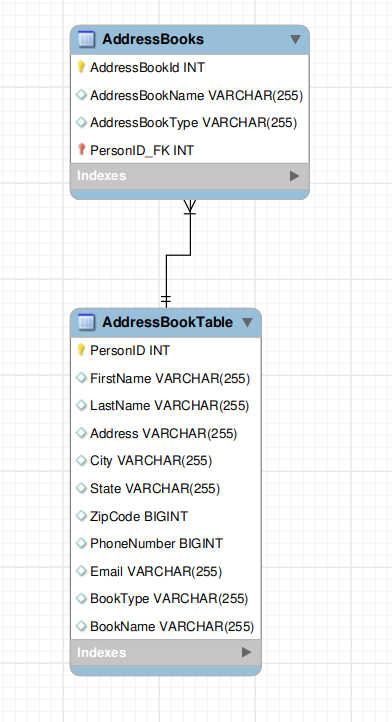 AddressBooks
AddressBookId INT
AddressBookName VARCHAR(255)
AddressBookType VARCHAR(255)
PersonID_FK INT
Indexes
AddressBookTable
PersonID INT
FirstName VARCHAR(255)
LastName VARCHAR(255)
Address VARCHAR(255)
City VARCHAR(255)
State VARCHAR(255)
ZipCode BIGINT
PhoneNumber BIGINT
Email VARCHAR(255)
BookType VARCHAR(255)
BookName VARCHAR(255)
Indexes